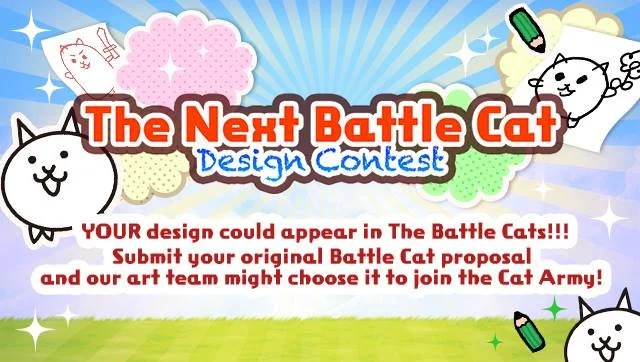 The Next Battle Cat
Design Contest
YOUR design could appear in The Battle Cats!!!
Submit your original Battle Cat proposal
and our art team might choose it to join the Cat Army!